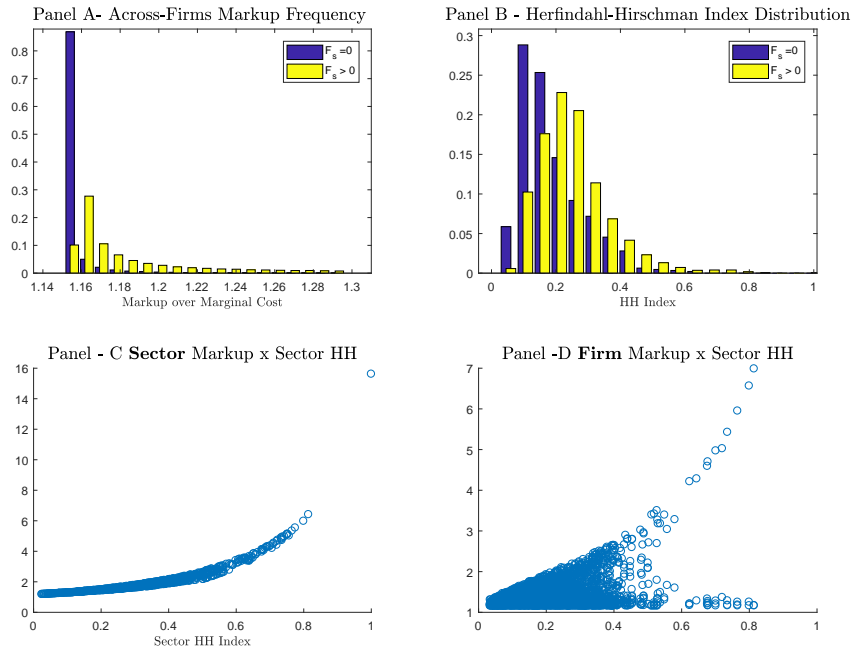 Panel A- Across-Firms Markup Frequency
0.8
0.7
0.6
0.5
0.4
0.3
0.2
0.1
0
F s =0
F s > 0
1.14 1.16 1.18 1.2 1.22 1.24 1.26 1.28 1.3
Markup over Marginal Cost
Panel B - Herfindahl-Hirschman Index Distribution
0.3
0.25
0.2
0.15
0.1
0.05
0
F s =0
F s > 0
0 0.2 0.4 0.6 0.8 1
HH Index
Panel - C Sector Markup x Sector HH
16
14
12
10
8
6
4
2
0
0 0.2 0.4 0.6 0.8 1
Sector HH Index
Panel -D Firm Markup x Sector HH
7
6
5
4
3
2
1
0 0.2 0.4 0.6 0.8 1